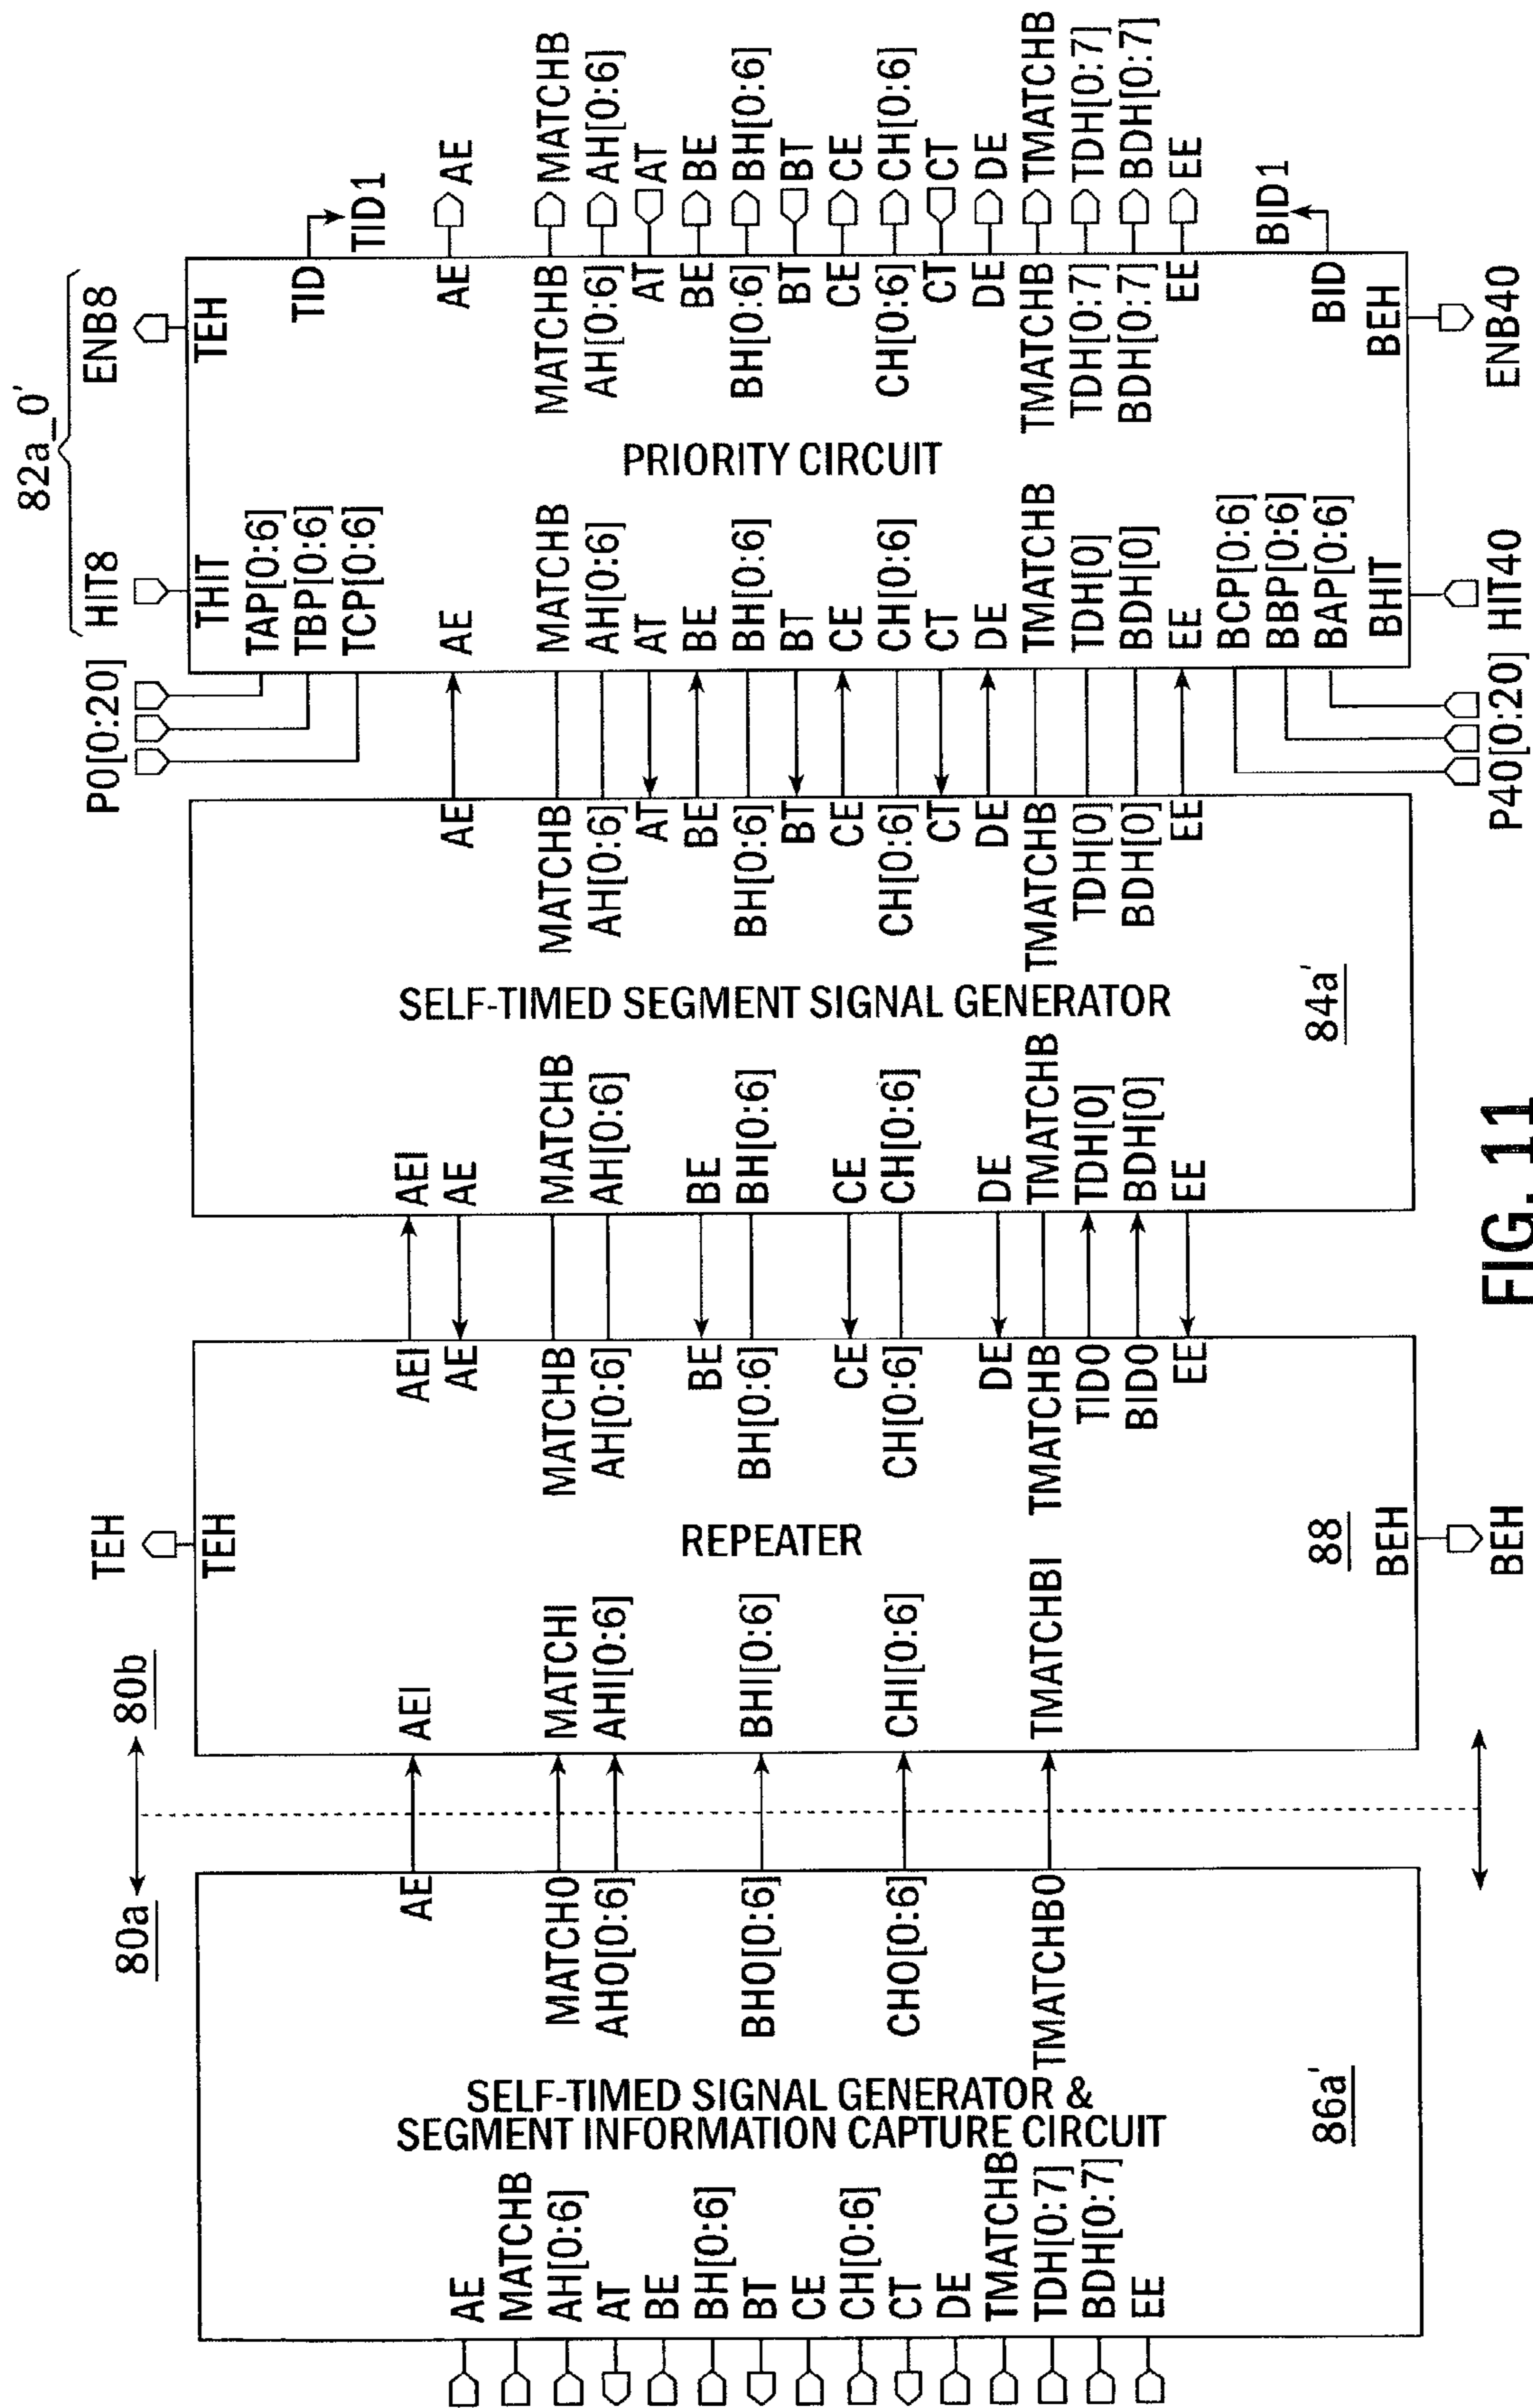 80a
80b
82a_0'
AE
MATCHB
AH[0:6]
AT
BE
BH[0:6]
BT
CE
CH[0:6]
CT
DE
TMATCHB
TDH[0:7]
BDH[0:7]
EE
SELF-TIMED SIGNAL GENERATOR &
SEGMENT INFORMATION CAPTURE CIRCUIT
86a'
AE
MATCHO
AHO[0:6]
BHO[0:6]
CHO[0:6]
TMATCHBO
TEH
TEH
AEI
MATCHI
AHI[0:6]
BHI[0:6]
CHI[0:6]
TMATCHBI
REPEATER
88
BEH
BEH
AEI
AE
MATCHB
AH[0:6]
BE
BH[0:6]
CE
CH[0:6]
DE
TMATCHB
TIDO
BIDO
EE
AEI
AE
MATCHB
AH[0:6]
BE
BH[0:6]
CE
CH[0:6]
DE
TMATCHB
TDH[0]
BDH[0]
EE
SELF-TIMED SEGMENT SIGNAL GENERATOR
84a'
AE
MATCHB
AH[0:6]
AT
BE
BH[0:6]
BT
CE
CH[0:6]
CT
DE
TMATCHB
TDH[0]
BDH[0]
EE
P0[0:20]
HIT8
ENB8
THIT
TEH
TAP[0:6]
TBP[0:6]
TCP[0:6]
AE
MATCHB
AH[0:6]
AT
BE
BH[0:6]
BT
CE
CH[0:6]
CT
DE
TMATCHB
TDH[0]
BDH[0]
EE
BCP[0:6]
BBP[0:6]
BAP[0:6]
BHIT
BEH
P40[0:20]
HIT40
ENB40
PRIORITY CIRCUIT
TID
AE
MATCHB
AH[0:6]
AT
BE
BH[0:6]
BT
CE
CH[0:6]
CT
DE
TMATCHB
TDH[0:7]
BDH[0:7]
EE
BID
TID1
AE
MATCHB
AH[0:6]
AT
BE
BH[0:6]
BT
CE
CH[0:6]
CT
DE
TMATCHB
TDH[0:7]
BDH[0:7]
EE
BID1
FIG. 11